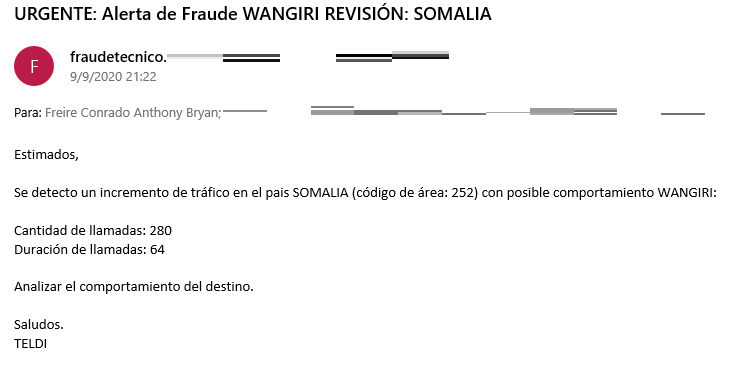 URGENTE: Alerta de Fraude WANGIRI REVISIÓN: SOMALIA
F
fraudetecnico.
9/9/2020 21:22
Para: Freire Conrado Anthony Bryan;
Estimados,
Se detecto un incremento de tráfico en el pais SOMALIA (código de área: 252) con posible comportamiento WANGIRI:
Cantidad de llamadas: 280
Duración de llamadas: 64
Analizar el comportamiento del destino.
Saludos.
TELDI